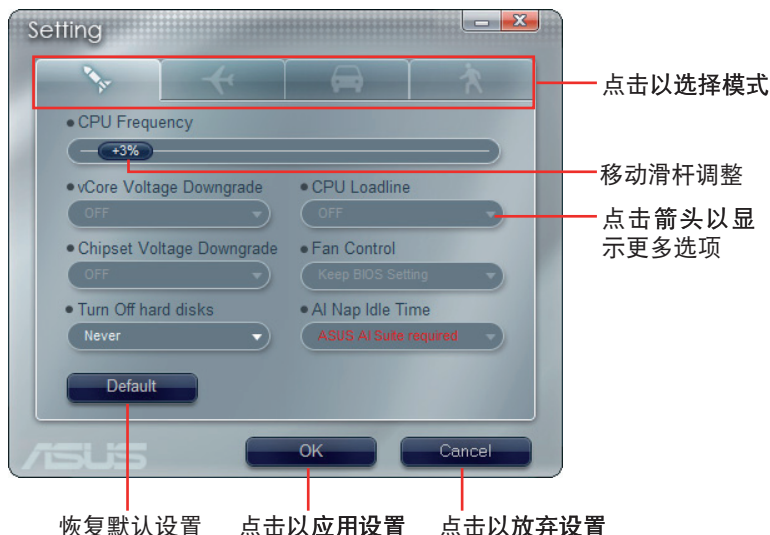 Setting
点击以选择模式
CPU Frequency
+3%
移动滑杆调整
vCore Voltage Downgrade
CPU Loadline
OFF
OFF
点击箭头以显
示更多选项
Chipset Voltage Downgrade
Fan Control
OFF
Keep BIOS Setting
Turn Off hard disks
AI Nap Idle Time
Never
ASUS AI Suite required
Default
ASUS
OK
Cancel
恢复默认设置
点击以应用设置
点击以放弃设置